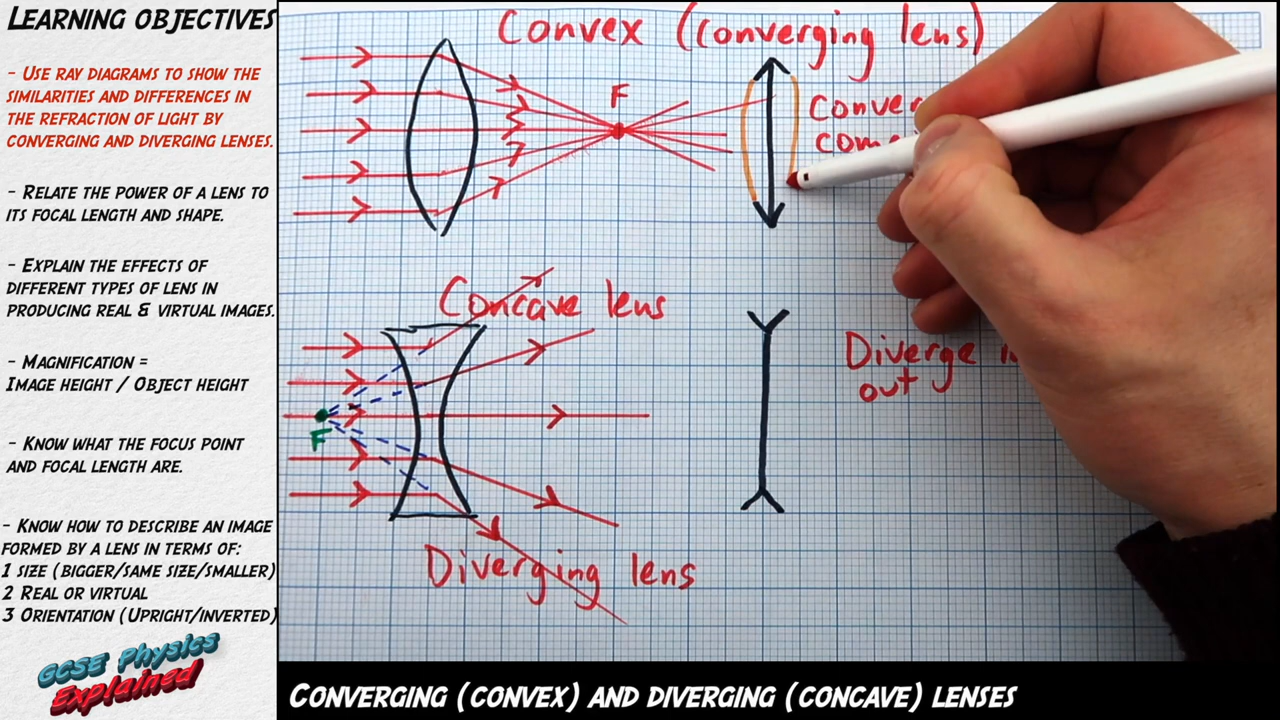 LEARNING OBJECTIVES
- USE RAY DIAGRAMS TO SHOW THE
SIMILARITIES AND DIFFERENCES IN
THE REFRACTION OF LIGHT BY
CONVERGING AND DIVERGING LENSES.
- RELATE THE POWER OF A LENS TO
ITS FOCAL LENGTH AND SHAPE.
- EXPLAIN THE EFFECTS OF
DIFFERENT TYPES OF LENS IN
PRODUCING REAL & VIRTUAL IMAGES.
- MAGNIFICATION =
IMAGE HEIGHT / OBJECT HEIGHT
- KNOW WHAT THE FOCUS POINT
AND FOCAL LENGTH ARE.
- KNOW HOW TO DESCRIBE AN IMAGE
FORMED BY A LENS IN TERMS OF:
1 SIZE (BIGGER/SAME SIZE/SMALLER)
2 REAL OR VIRTUAL
3 ORIENTATION (UPRIGHT/INVERTED)
GCSE Physics
Explained
Convex (converging lens)
F
Concave lens
F
Diverge
out
Diverging lens
CONVERGING (CONVEX) AND DIVERGING (CONCAVE) LENSES